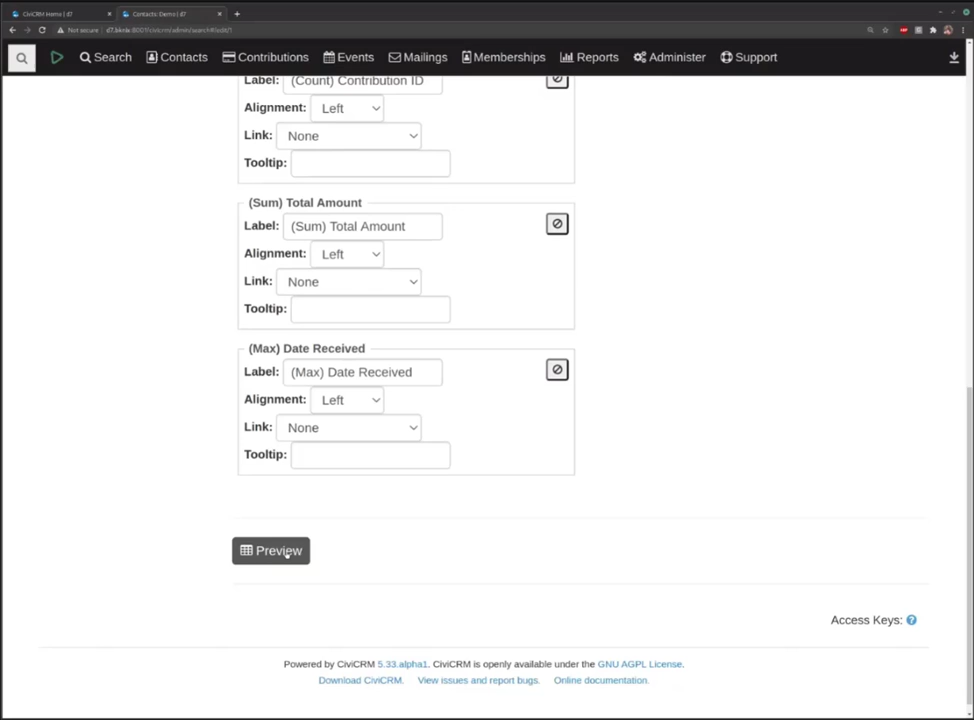 CiviCRM Home | d7
Contacts: Demo | d7
Not secure d7.bknix:8001/civicrm/admin/search#/edit/1
Search Contacts Contributions Events Mailings Memberships Reports Administer Support
Label: (Count) Contribution ID
Alignment: Left
Link: None
Tooltip:
(Sum) Total Amount
Label: (Sum) Total Amount
Alignment: Left
Link: None
Tooltip:
(Max) Date Received
Label: (Max) Date Received
Alignment: Left
Link: None
Tooltip:
Preview
Access Keys: ?
Powered by CiviCRM 5.33.alpha1. CiviCRM is openly available under the GNU AGPL License.
Download CiviCRM. View issues and report bugs. Online documentation.